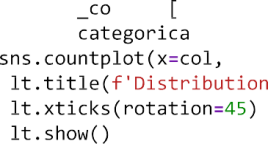 _co [
categorica
sns.countplot(x=col,
lt.title(f'Distribution
lt.xticks(rotation=45)
lt.show()